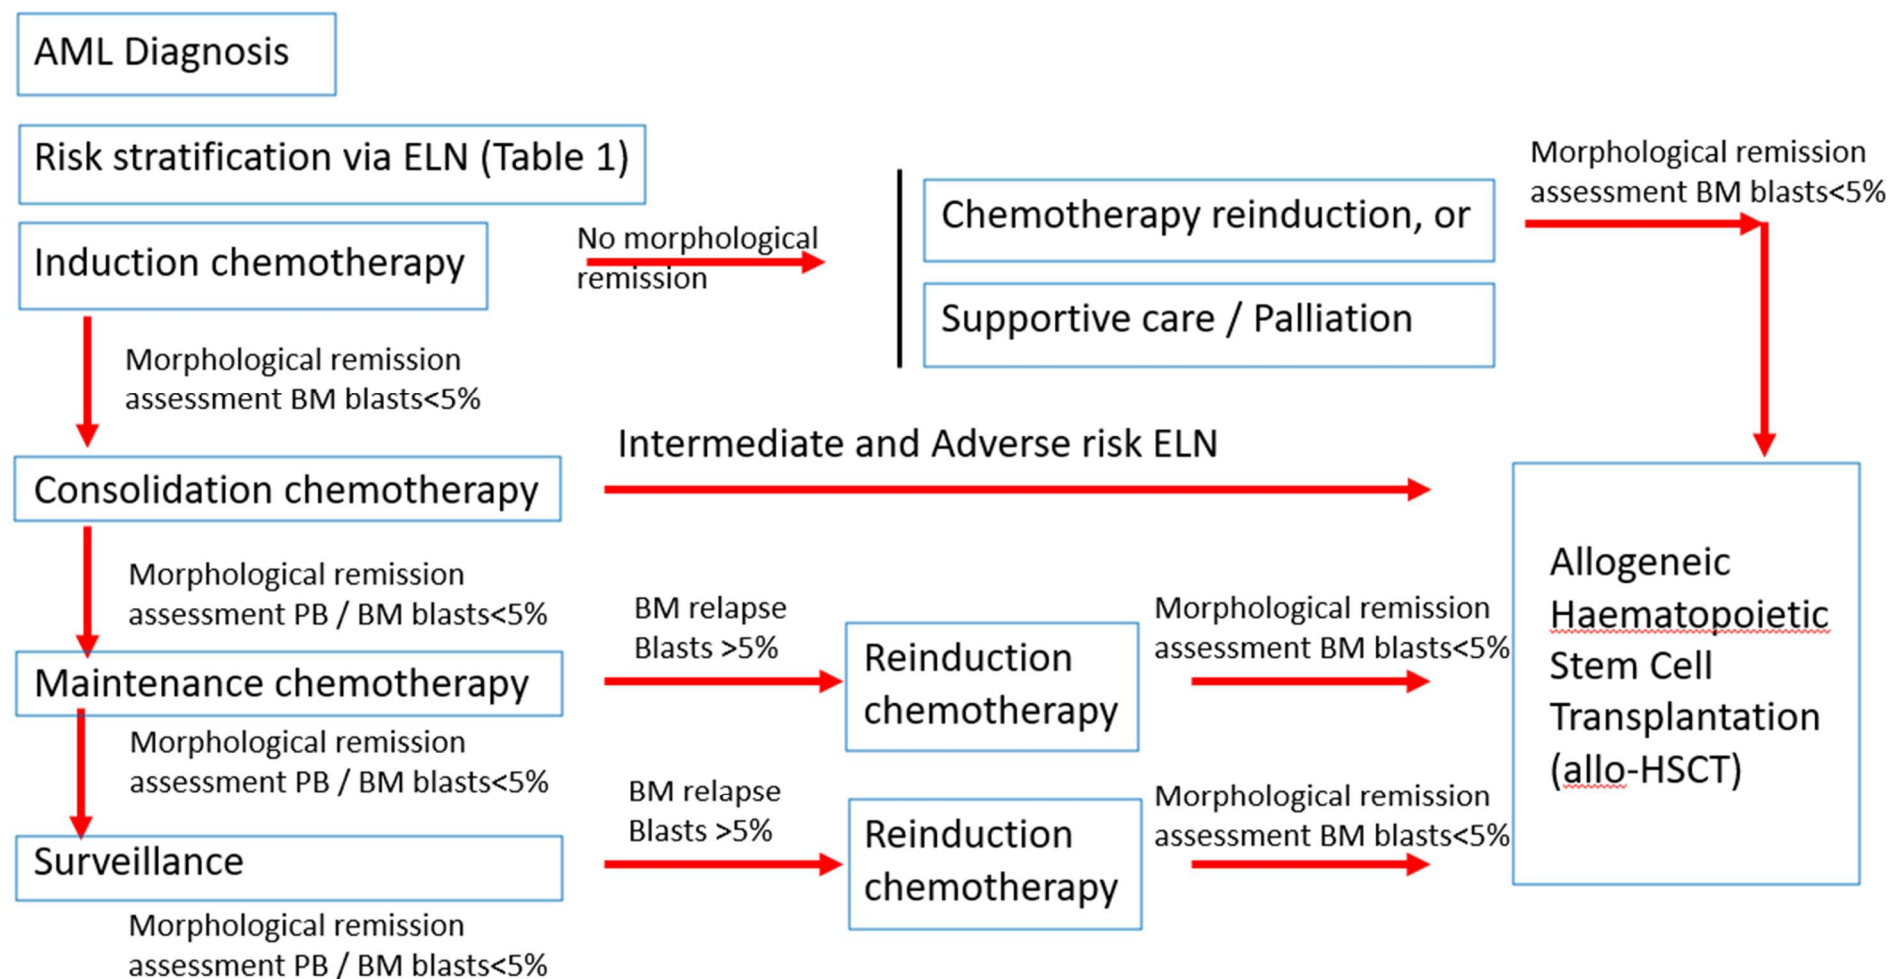 AML Diagnosis
Risk stratification via ELN (Table 1)
Induction chemotherapy
No morphological
remission
Chemotherapy reinduction, or
Supportive care / Palliation
Morphological remission
assessment BM blasts<5%
Morphological remission
assessment BM blasts<5%
Consolidation chemotherapy
Intermediate and Adverse risk ELN
Morphological remission
assessment PB / BM blasts<5%
Maintenance chemotherapy
BM relapse
Blasts >5%
Reinduction
chemotherapy
Morphological remission
assessment BM blasts<5%
Morphological remission
assessment PB / BM blasts<5%
Surveillance
BM relapse
Blasts >5%
Reinduction
chemotherapy
Morphological remission
assessment BM blasts<5%
Morphological remission
assessment PB / BM blasts<5%
Allogeneic
Haematopoietic
Stem Cell
Transplantation
(allo-HSCT)